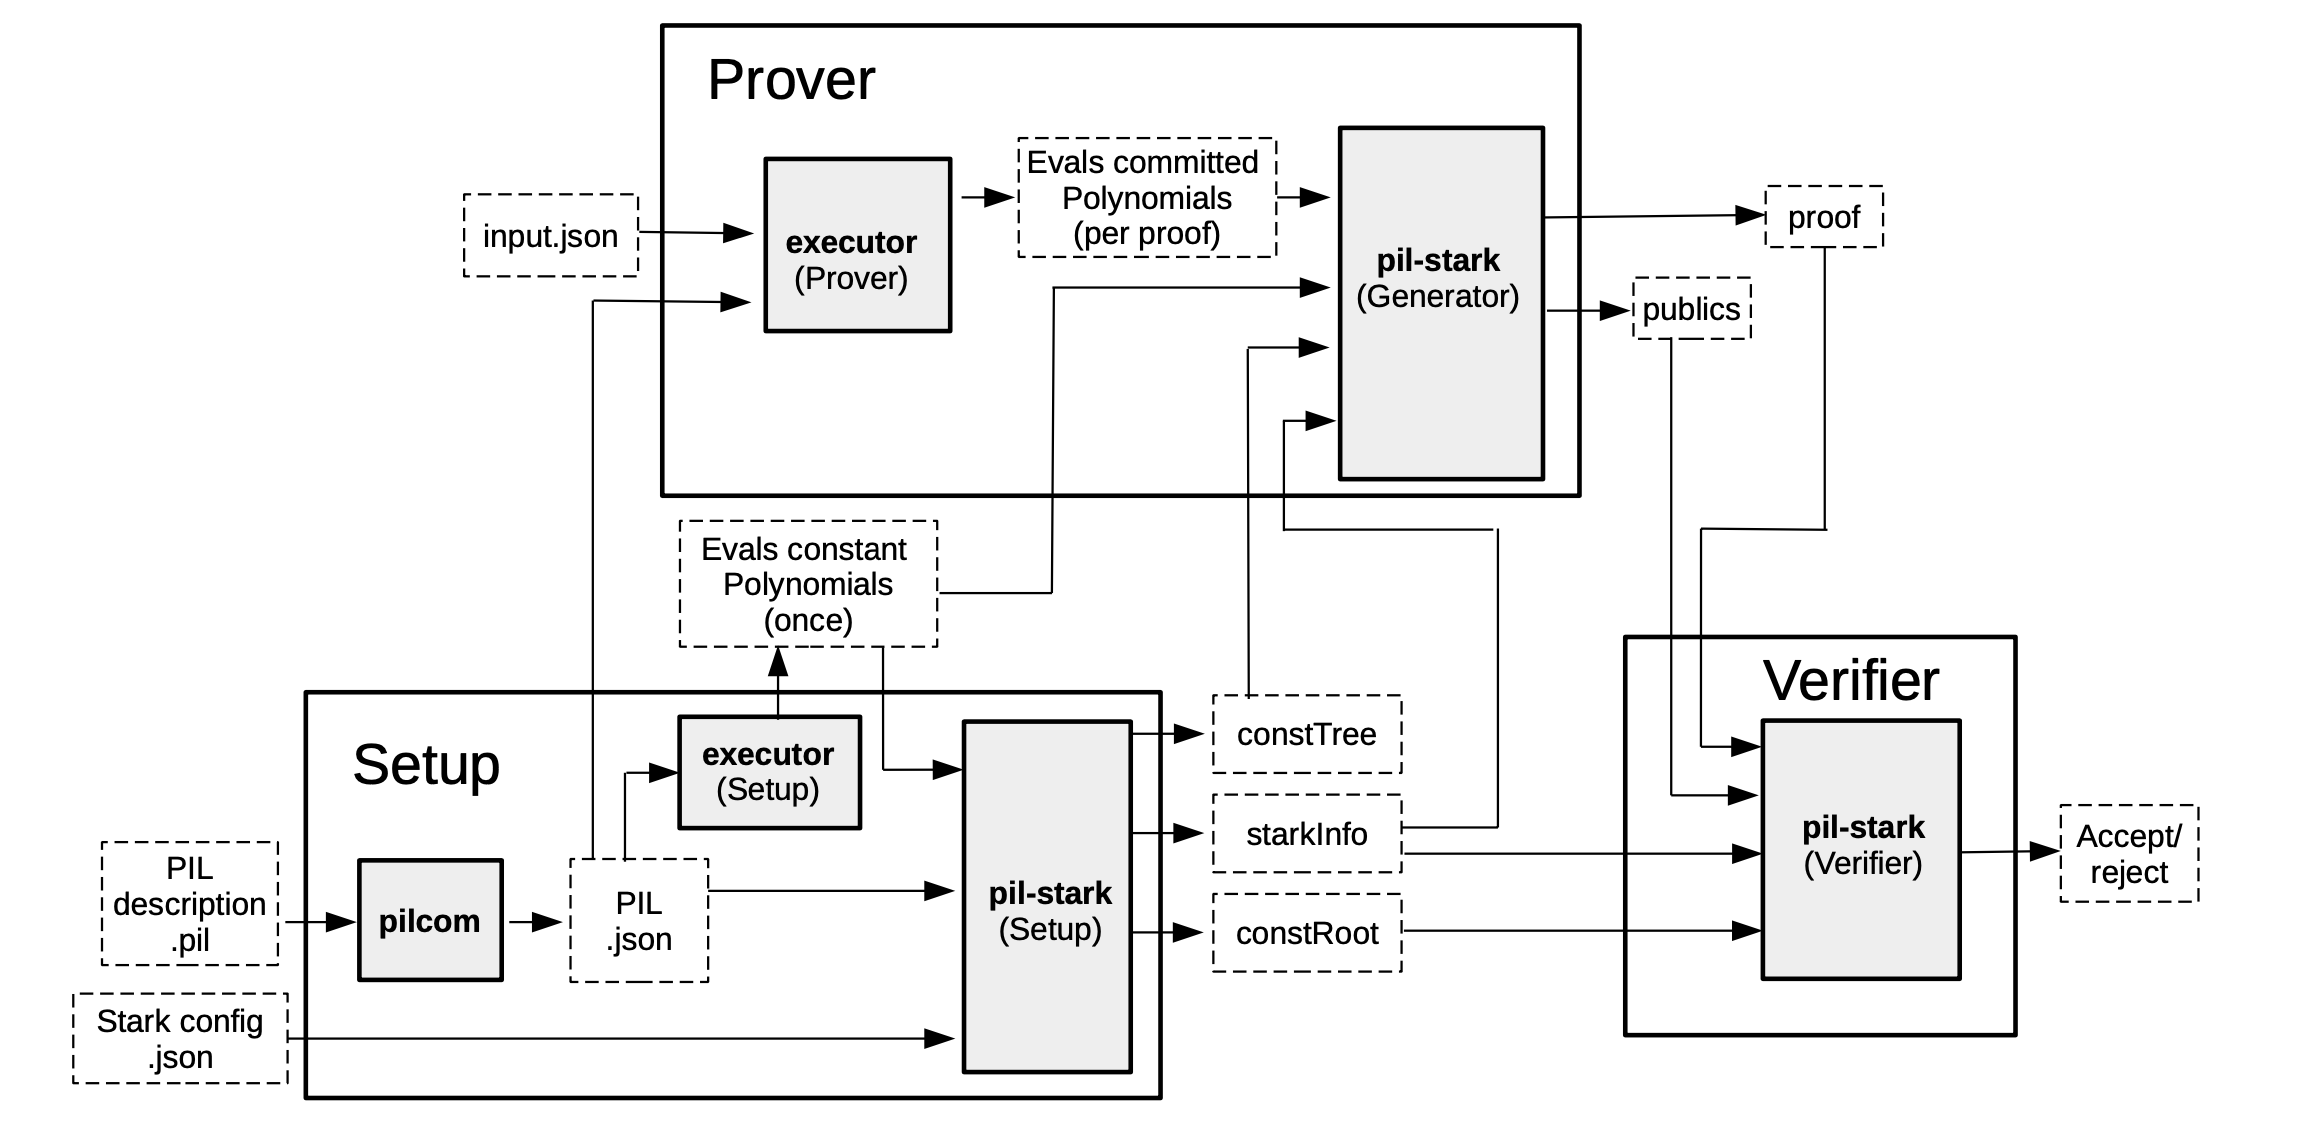 Prover
input.json
executor
(Prover)
Evals committed
Polynomials
(per proof)
pil-stark
(Generator)
proof
publics
Evals constant
Polynomials
(once)
Setup
executor
(Setup)
PIL
description
.pil
pilcom
PIL
.json
Stark config
.json
pil-stark
(Setup)
constTree
starkInfo
constRoot
Verifier
pil-stark
(Verifier)
Accept/
reject